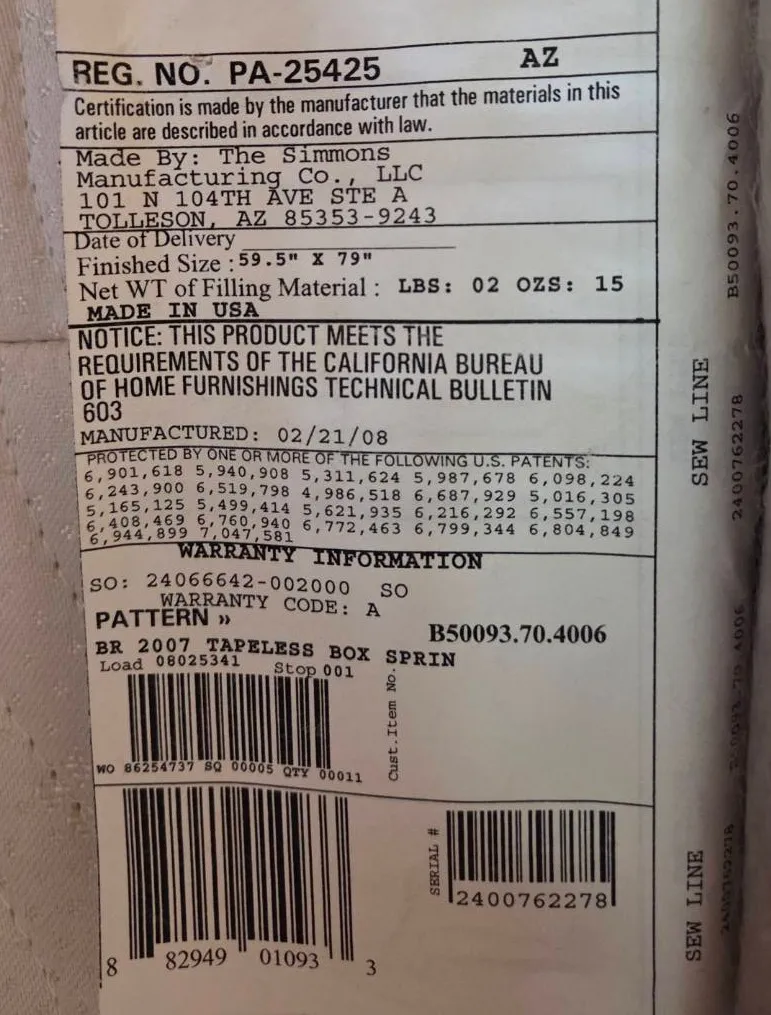 REG. NO. PA-25425 AZ
Certification is made by the manufacturer that the materials in this
article are described in accordance with law.
Made By: The Simmons
Manufacturing Co., LLC
101 N 104TH AVE STE A
TOLLESON, AZ 85353-9243
Date of Delivery
Finished Size : 59.5" X 79"
Net WT of Filling Material : LBS: 02 OZS: 15
MADE IN USA
NOTICE: THIS PRODUCT MEETS THE
REQUIREMENTS OF THE CALIFORNIA BUREAU
OF HOME FURNISHINGS TECHNICAL BULLETIN
603
MANUFACTURED: 02/21/08
PROTECTED BY ONE OR MORE OF THE FOLLOWING U.S. PATENTS:
6,901,618 5,940,908 5,311,624 5,987,678 6,098,224
6,243,900 6,519,798 4,986,518 6,687,929 5,016,305
5,165,125 5,499,414 5,621,935 6,216,292 6,557,198
6,408,469 6,760,940 6,772,463 6,799,344 6,804,849
6,944,899 7,047,581
WARRANTY INFORMATION
SO: 24066642-002000 SO
WARRANTY CODE: A
PATTERN »
B50093.70.4006
BR 2007 TAPELESS BOX SPRIN
Load 08025341 Stop 001
Cust.Item No.
WO 86254737 SQ 00005 QTY 00011
SERIAL #
2400762278
8 82949 01093 3
B50093.70.4006
SEW LINE
2400762278
SEW LINE